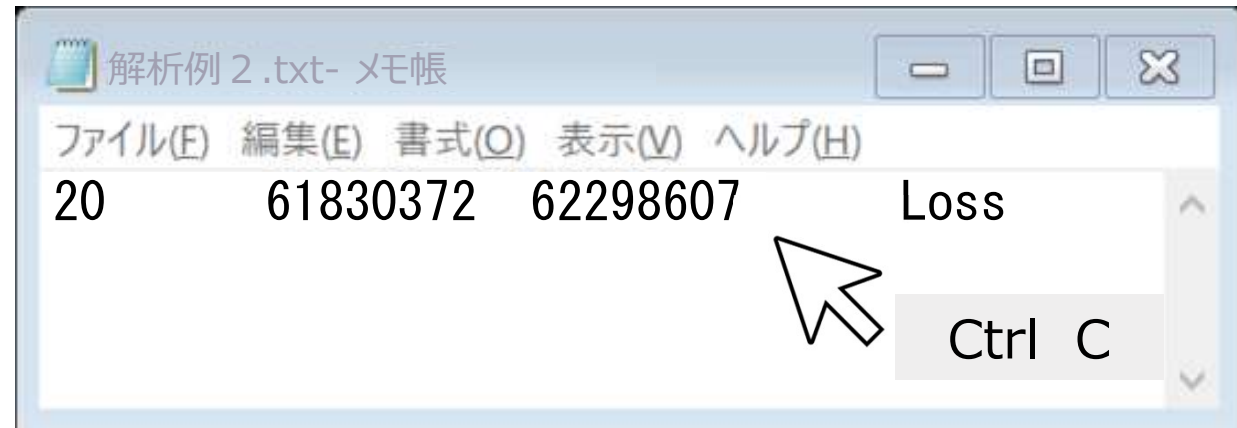 解析例２.txt- メモ帳
ファイル(F) 編集(E) 書式(O) 表示(V) ヘルプ(H)
20 61830372 62298607 Loss
Ctrl C